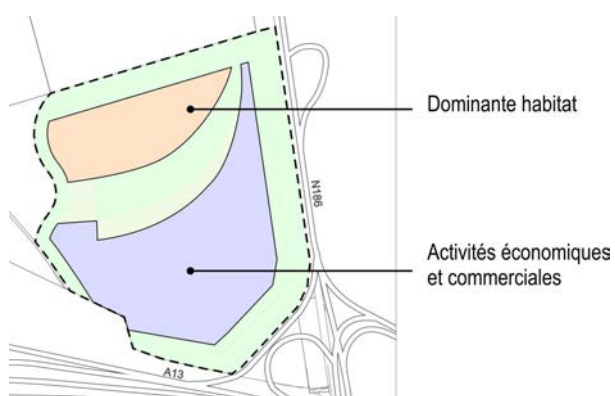 Dominante habitat
N186
Activités économiques
et commerciales
A13